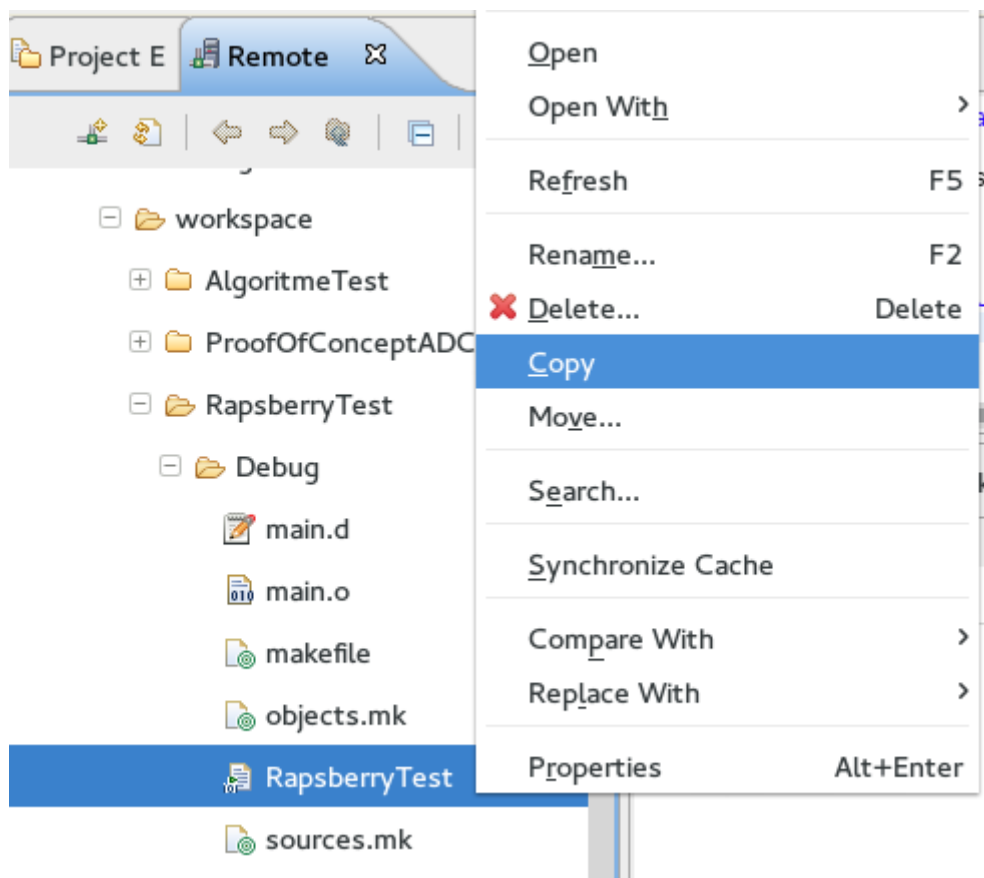 Project E
Remote
workspace
AlgoritmeTest
ProofOfConceptADC
RapsberryTest
Debug
main.d
main.o
makefile
objects.mk
RapsberryTest
sources.mk
Open
Open With
Refresh F5
Rename... F2
Delete... Delete
Copy
Move...
Search...
Synchronize Cache
Compare With
Replace With
Properties Alt+Enter